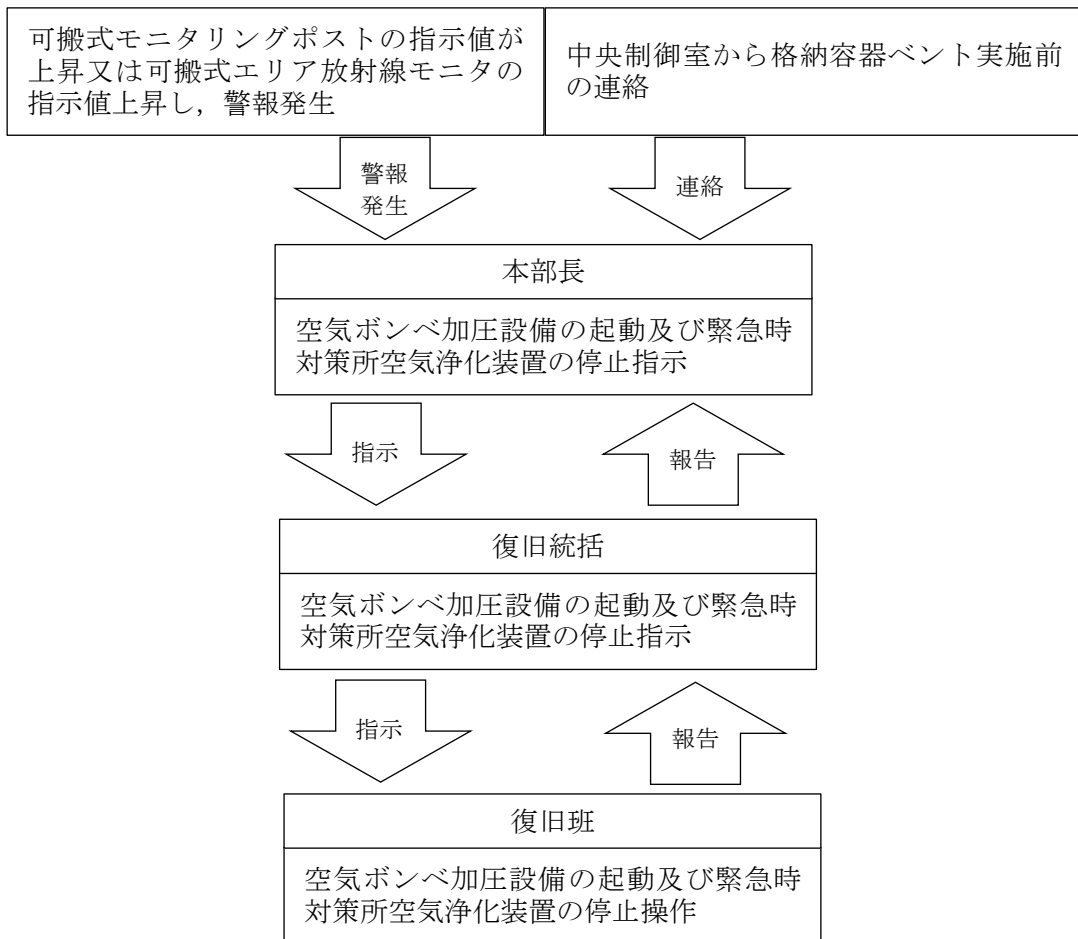 可搬式モニタリングポストの指示値が
上昇又は可搬式エリア放射線モニタの
指示値上昇し，警報発生
中央制御室から格納容器ベント実施前
の連絡
警報
発生
連絡
本部長
空気ボンベ加圧設備の起動及び緊急時
対策所空気浄化装置の停止指示
指示
報告
復旧統括
空気ボンベ加圧設備の起動及び緊急時
対策所空気浄化装置の停止指示
指示
報告
復旧班
空気ボンベ加圧設備の起動及び緊急時
対策所空気浄化装置の停止操作